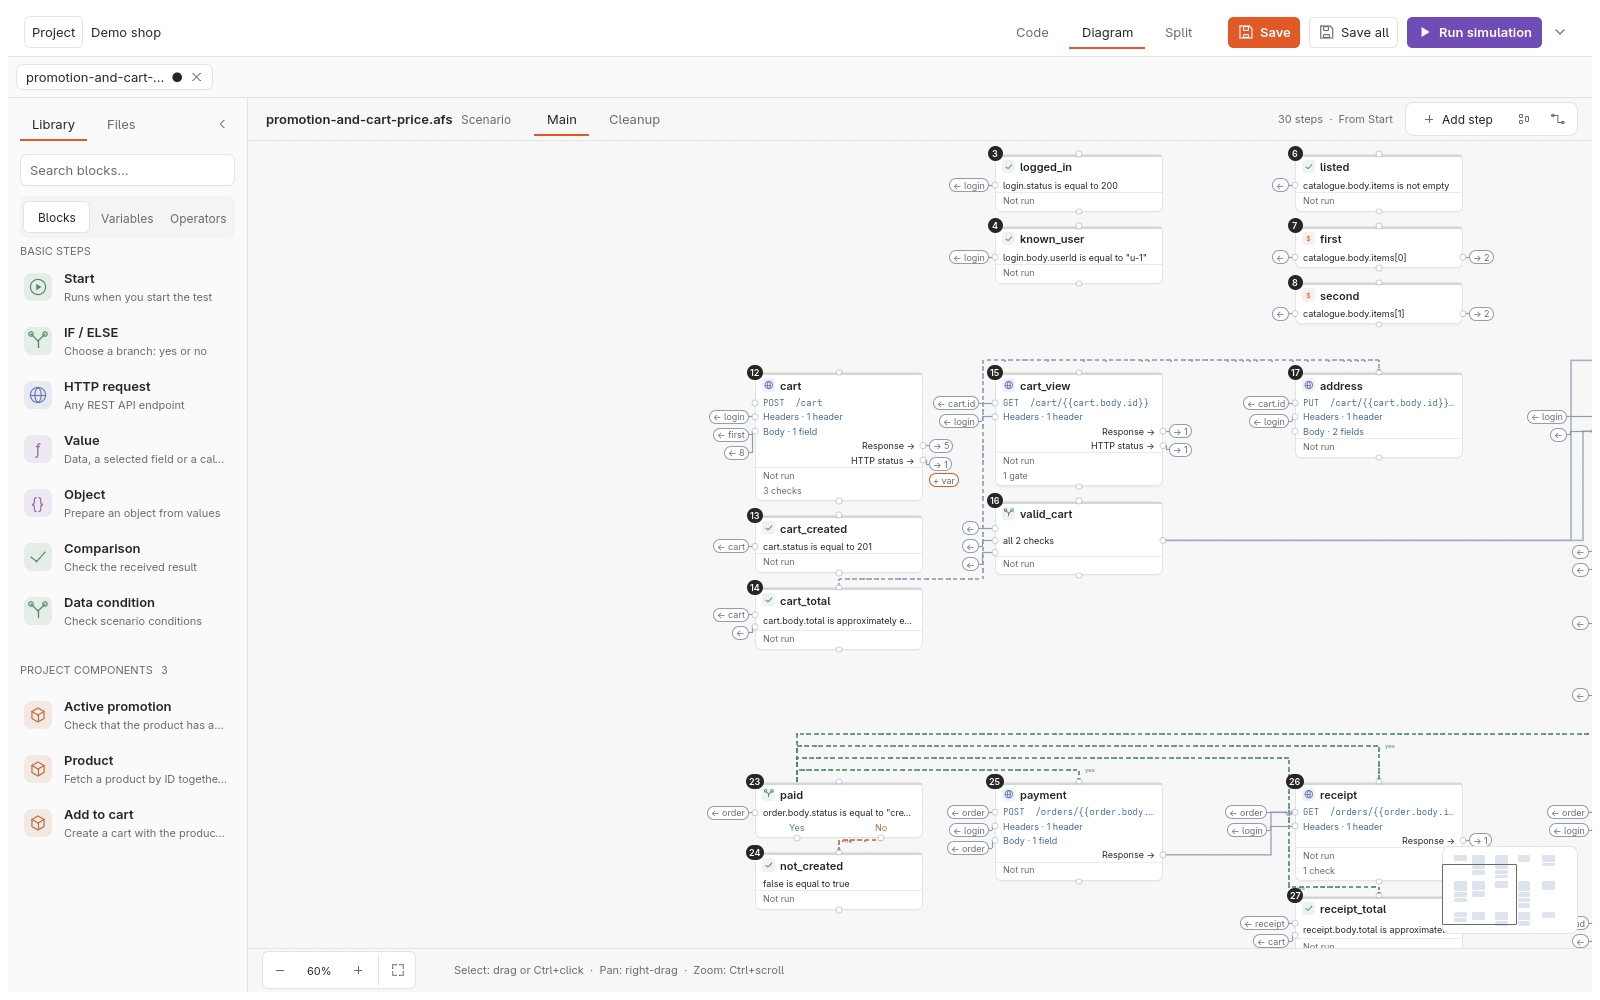 Project Demo shop Code Diagram Split Save Save all Run simulation
promotion-and-cart-...
Library Files
promotion-and-cart-price.afs Scenario Main Cleanup 30 steps · From Start + Add step
Search blocks...
Blocks Variables Operators
BASIC STEPS
Start
Runs when you start the test
IF / ELSE
Choose a branch: yes or no
HTTP request
Any REST API endpoint
Value
Data, a selected field or a cal...
Object
Prepare an object from values
Comparison
Check the received result
Data condition
Check scenario conditions
PROJECT COMPONENTS 3
Active promotion
Check that the product has a...
Product
Fetch a product by ID togethe...
Add to cart
Create a cart with the produc...
3
logged_in
← login
login.status is equal to 200
Not run
4
known_user
← login
login.body.userId is equal to "u-1"
Not run
6
listed
←
catalogue.body.items is not empty
Not run
7
first
←
catalogue.body.items[0]
→ 2
8
second
←
catalogue.body.items[1]
→ 2
12
cart
POST /cart
← login
Headers · 1 header
← first
Body · 1 field
← 8
Response → → 5
HTTP status → → 1
+ var
Not run
3 checks
13
cart_created
← cart
cart.status is equal to 201
Not run
14
cart_total
← cart
cart.body.total is approximately e...
←
Not run
15
cart_view
← cart.id
GET /cart/{{cart.body.id}}
← login
Headers · 1 header
Response → → 1
HTTP status → → 1
Not run
1 gate
16
valid_cart
←
← all 2 checks
←
Not run
17
address
← cart.id
PUT /cart/{{cart.body.id}}...
← login
Headers · 1 header
Body · 2 fields
Not run
← login
←
←
←
←
←
yes
yes
23
paid
← order
order.body.status is equal to "cre...
Yes No
24
not_created
false is equal to true
Not run
25
payment
← order
POST /orders/{{order.body...
← login
Headers · 1 header
← order
Body · 1 field
Response →
Not run
26
receipt
← order
GET /orders/{{order.body.i...
← login
Headers · 1 header
Response → → 1
Not run
1 check
27
receipt_total
← receipt
receipt.body.total is approximate
← cart
Not run
← order
← login
←
− 60% + Select: drag or Ctrl+click · Pan: right-drag · Zoom: Ctrl+scroll